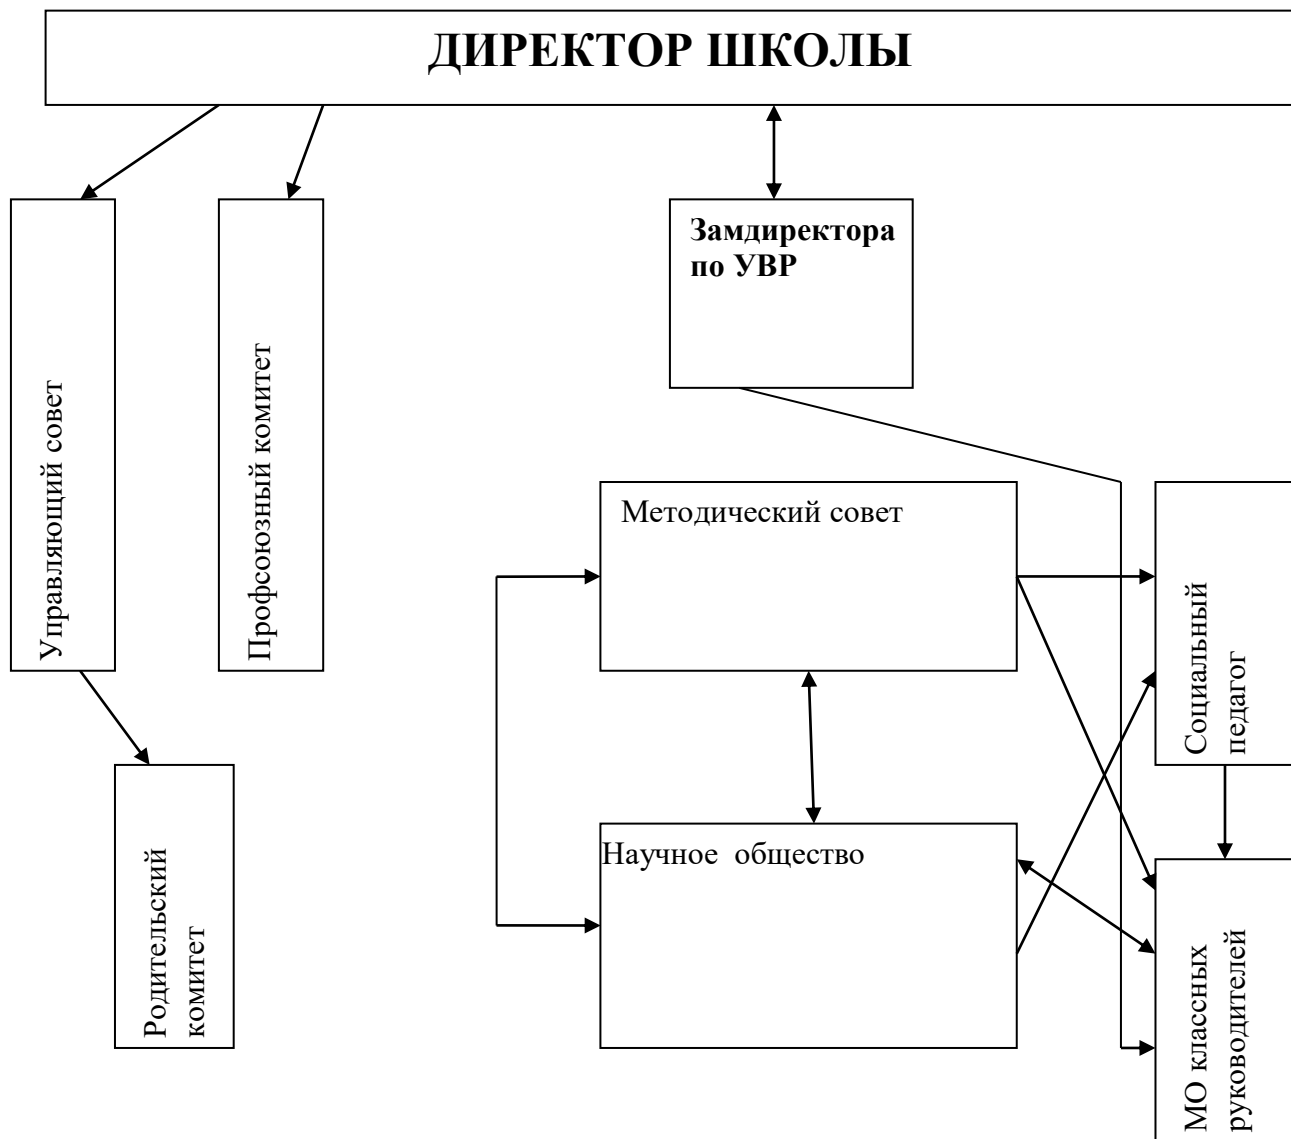 ДИРЕКТОР ШКОЛЫ
Замдиректора
по УВР
Управляющий совет
Профсоюзный комитет
Методический совет
Социальный
педагог
Родительский
комитет
Научное общество
МО классных
руководителей